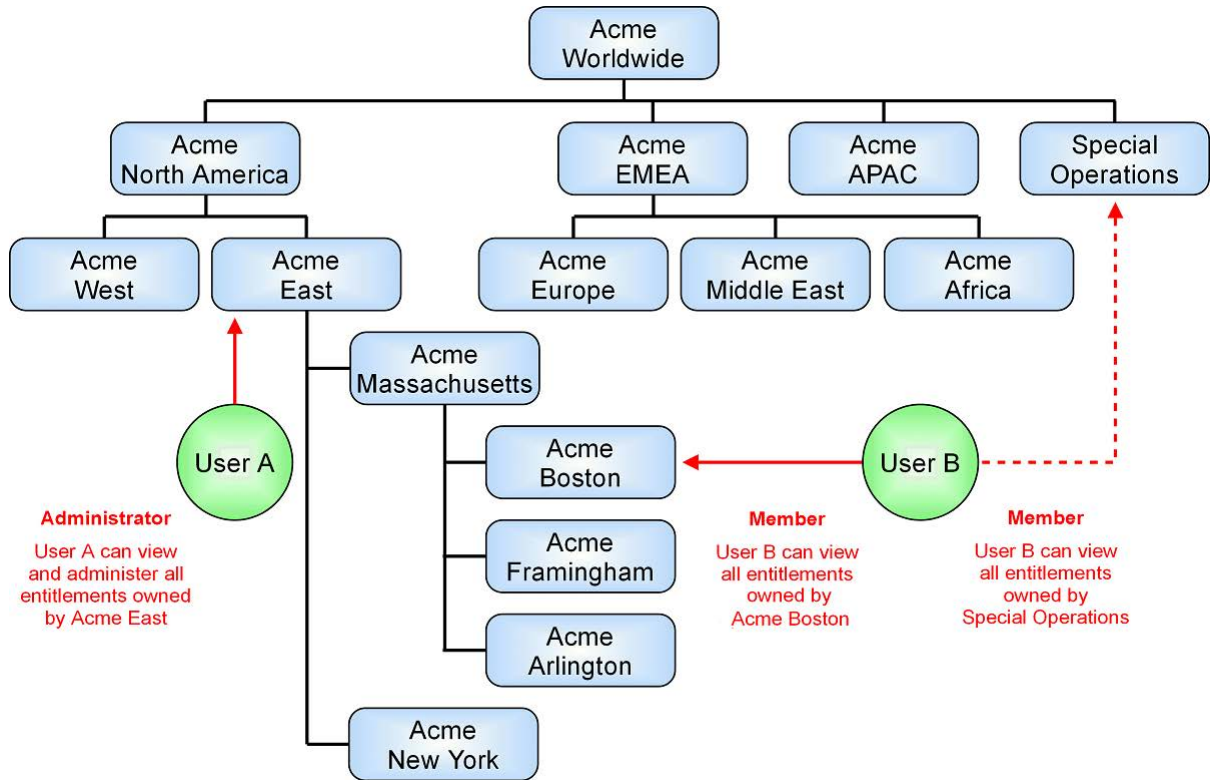 Acme
Worldwide
Acme
North America
Acme
EMEA
Acme
APAC
Special
Operations
Acme
West
Acme
East
Acme
Europe
Acme
Middle East
Acme
Africa
Acme
Massachusetts
User A
Acme
Boston
User B
Administrator
User A can view
and administer all
entitlements owned
by Acme East
Member
User B can view
all entitlements
owned by
Acme Boston
Member
User B can view
all entitlements
owned by
Special Operations
Acme
Framingham
Acme
Arlington
Acme
New York